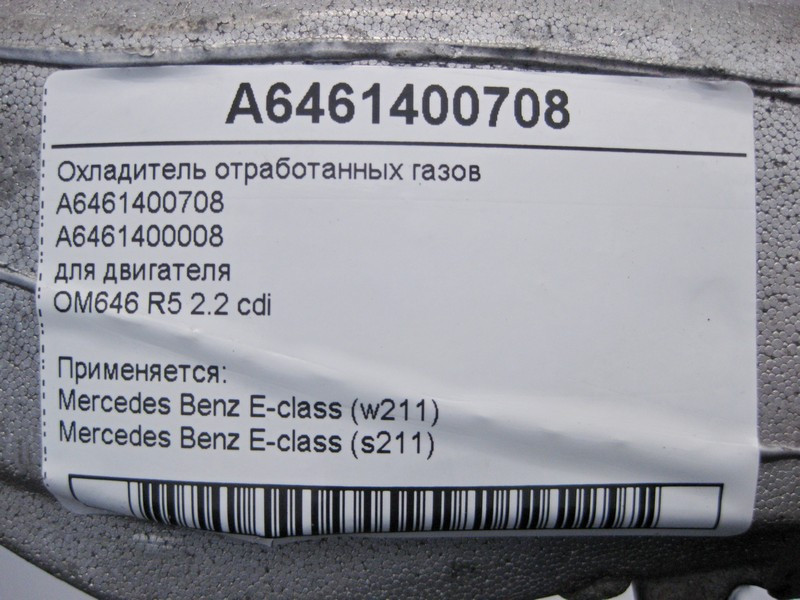 A6461400708
Охладитель отработанных газов
A6461400708
A6461400008
для двигателя
OM646 R5 2.2 cdi
Применяется:
Mercedes Benz E-class (w211)
Mercedes Benz E-class (s211)